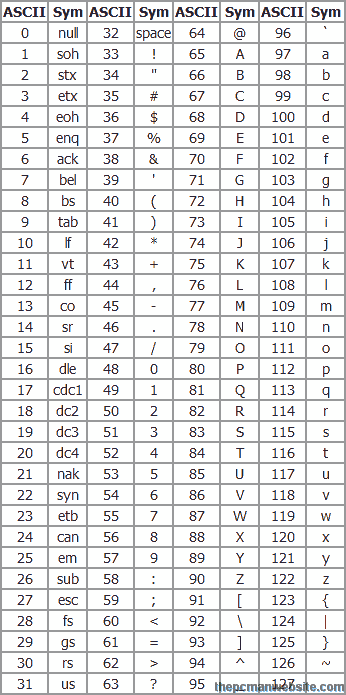 ASCII Sym ASCII Sym ASCII Sym ASCII Sym
0 null 32 space 64 @ 96 `
1 soh 33 ! 65 A 97 a
2 stx 34 " 66 B 98 b
3 etx 35 # 67 C 99 c
4 eoh 36 $ 68 D 100 d
5 enq 37 % 69 E 101 e
6 ack 38 & 70 F 102 f
7 bel 39 ' 71 G 103 g
8 bs 40 ( 72 H 104 h
9 tab 41 ) 73 I 105 i
10 lf 42 * 74 J 106 j
11 vt 43 + 75 K 107 k
12 ff 44 , 76 L 108 l
13 co 45 - 77 M 109 m
14 sr 46 . 78 N 110 n
15 si 47 / 79 O 111 o
16 dle 48 0 80 P 112 p
17 cdc1 49 1 81 Q 113 q
18 dc2 50 2 82 R 114 r
19 dc3 51 3 83 S 115 s
20 dc4 52 4 84 T 116 t
21 nak 53 5 85 U 117 u
22 syn 54 6 86 V 118 v
23 etb 55 7 87 W 119 w
24 can 56 8 88 X 120 x
25 em 57 9 89 Y 121 y
26 sub 58 : 90 Z 122 z
27 esc 59 ; 91 [ 123 {
28 fs 60 < 92 \ 124 |
29 gs 61 = 93 ] 125 }
30 rs 62 > 94 ^ 126 ~
31 us 63 ? 95 _ 127
thepcmanwebsite.com